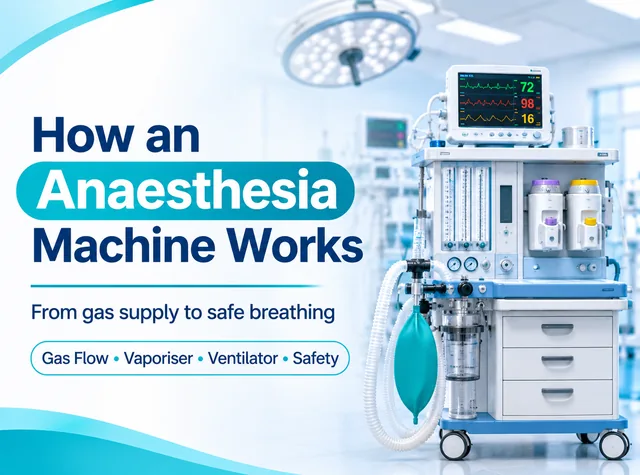 How an
Anaesthesia
Machine Works
From gas supply to safe breathing
Gas Flow • Vaporiser • Ventilator • Safety
72
98
16